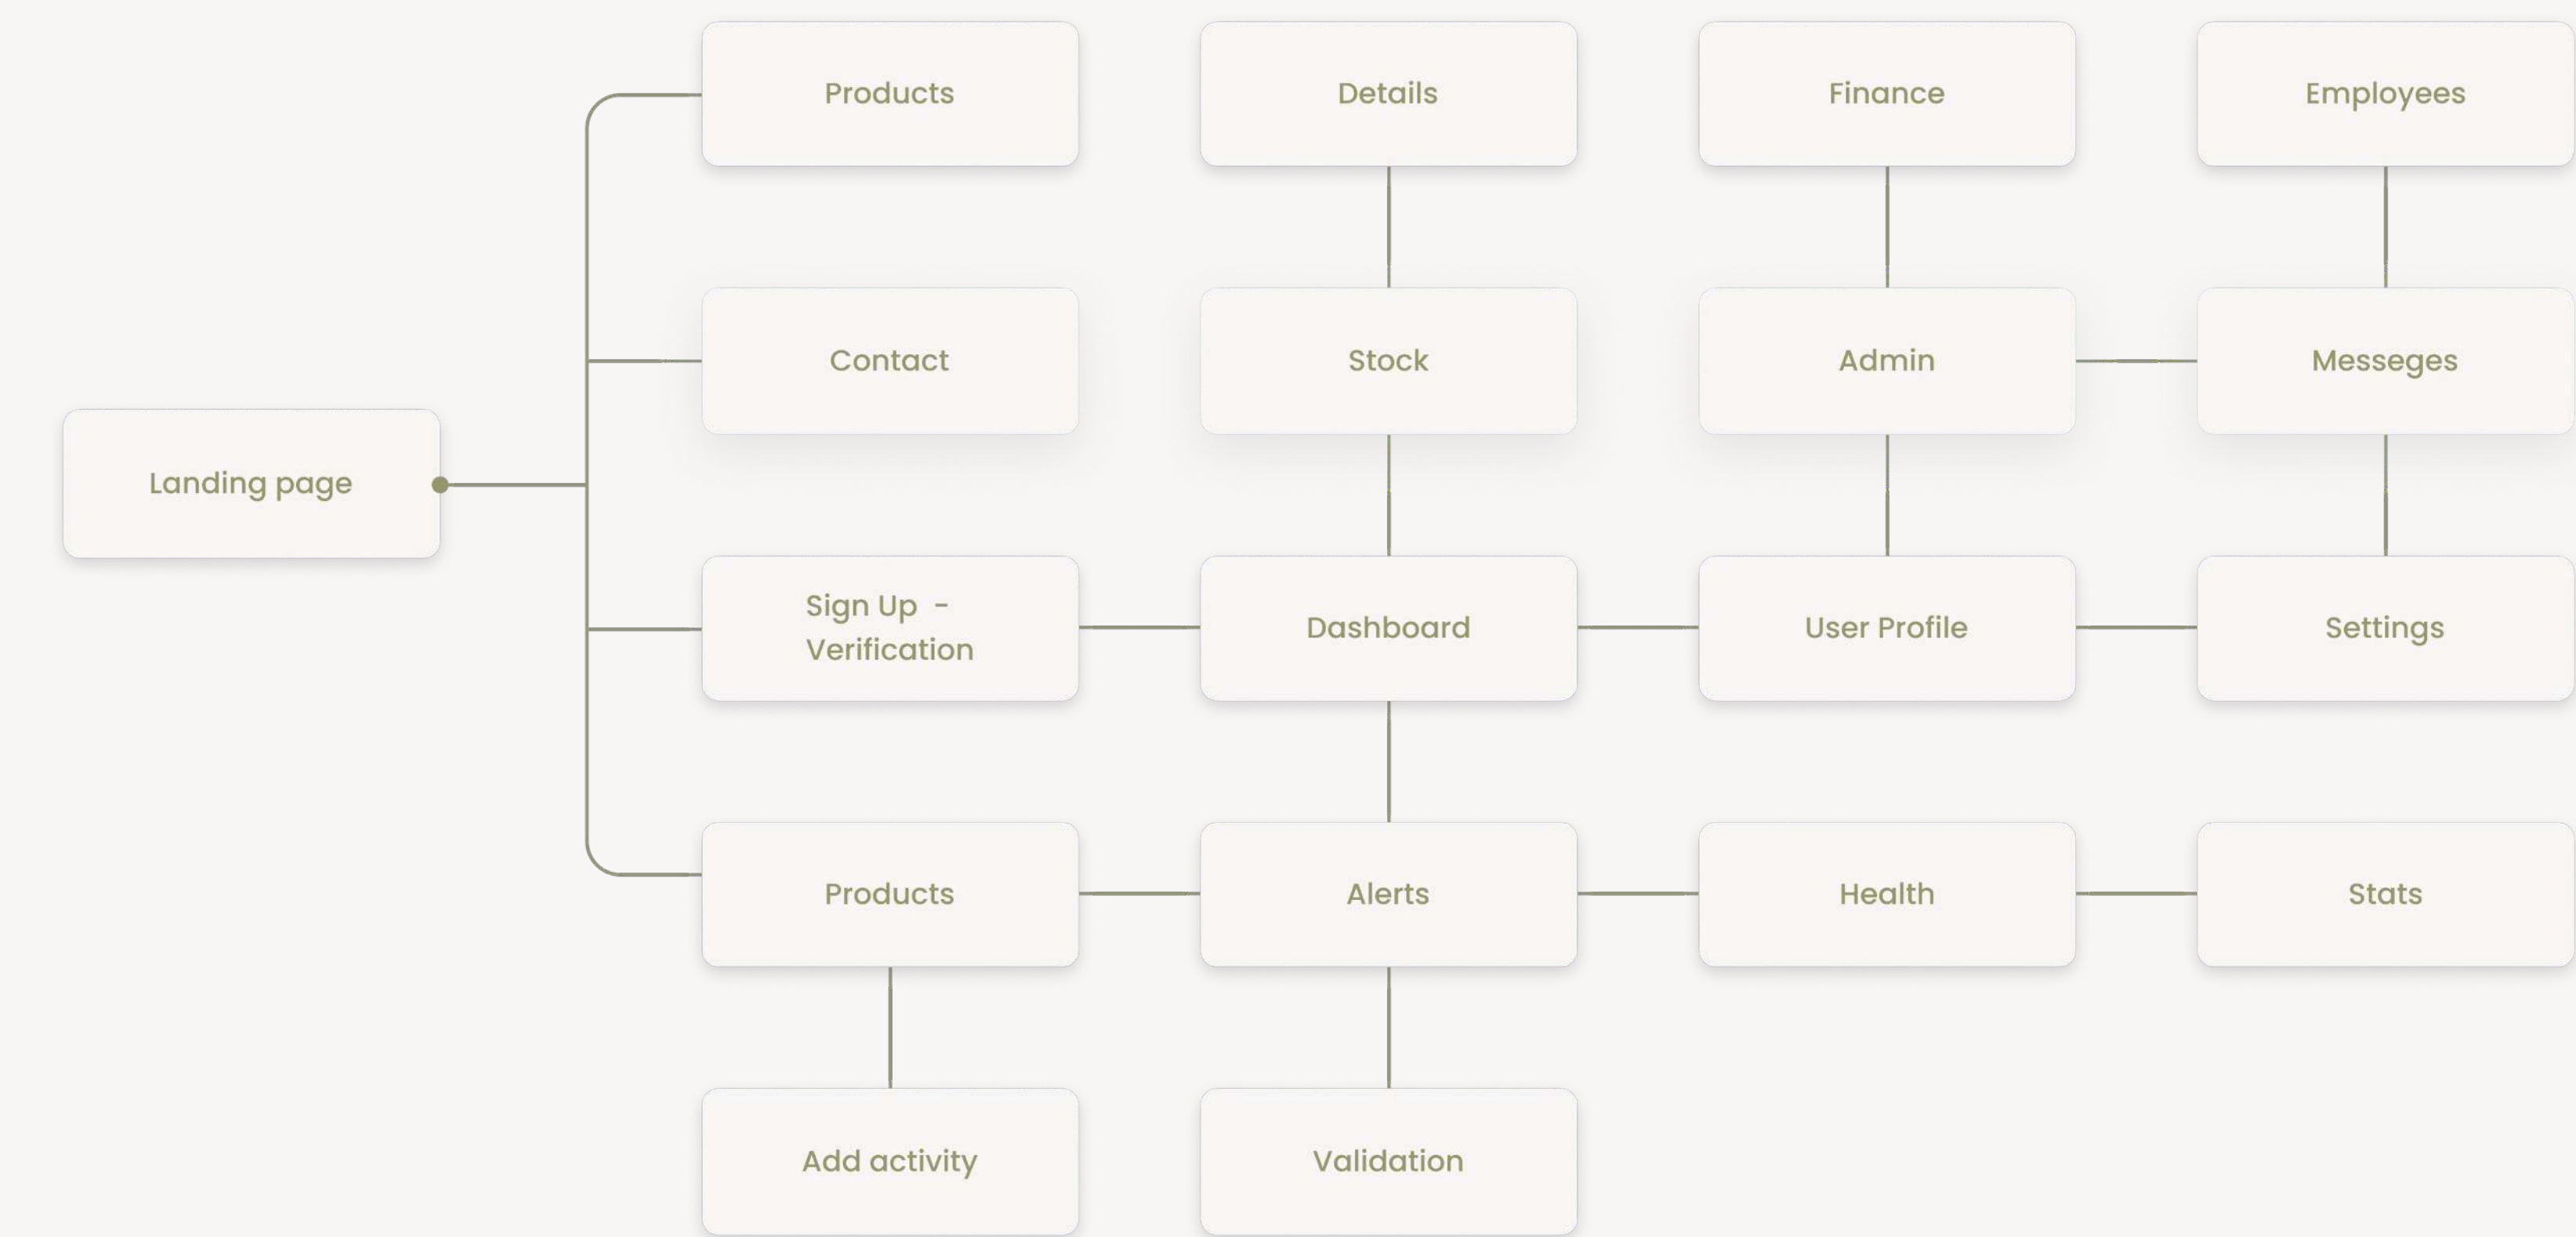 Products
Details
Finance
Employees
Contact
Stock
Admin
Messeges
Landing page
Sign Up  -
Verification
Dashboard
User Profile
Settings
Products
Alerts
Health
Stats
Add activity
Validation